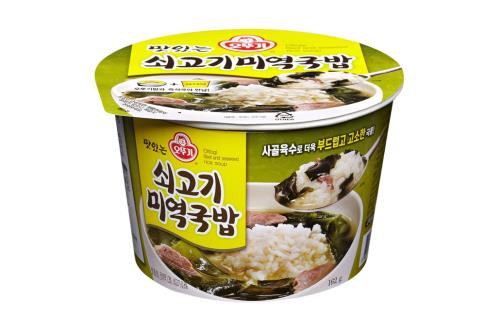 맛있는
오뚜기
쇠고기미역국밥
사골육수로 더욱 부드럽고 고소한 국물!
맛있는
오뚜기
Ottogi
Beef and seaweed
rice soup
쇠고기
미역국밥
162 g